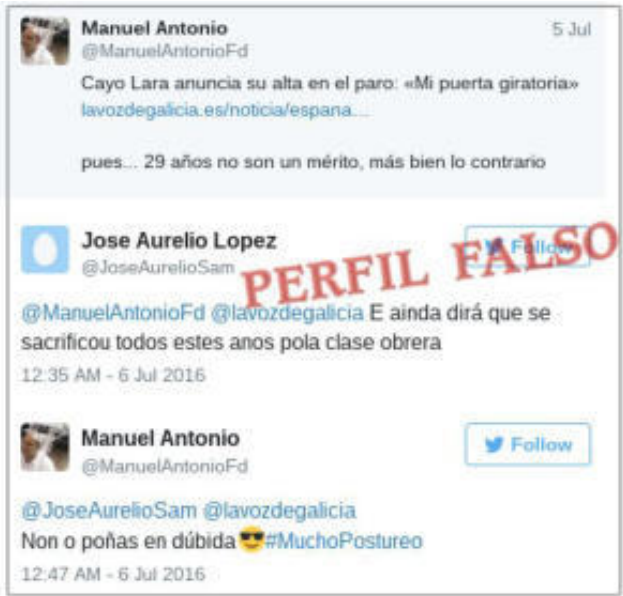 Manuel Antonio
5 Jul
@ManuelAntonioFd
Cayo Lara anuncia su alta en el paro: «Mi puerta giratoria»
lavozdegalicia.es/noticia/espana...
pues... 29 años no son un mérito, más bien lo contrario
Jose Aurelio Lopez
Follow
@JoseAurelioSam
PERFIL FALSO
@ManuelAntonioFd @lavozdegalicia E ainda dirá que se
sacrificou todos estes anos pola clase obrera
12:35 AM - 6 Jul 2016
Manuel Antonio
Follow
@ManuelAntonioFd
@JoseAurelioSam @lavozdegalicia
Non o poñas en dúbida😎#MuchoPostureo
12:47 AM - 6 Jul 2016